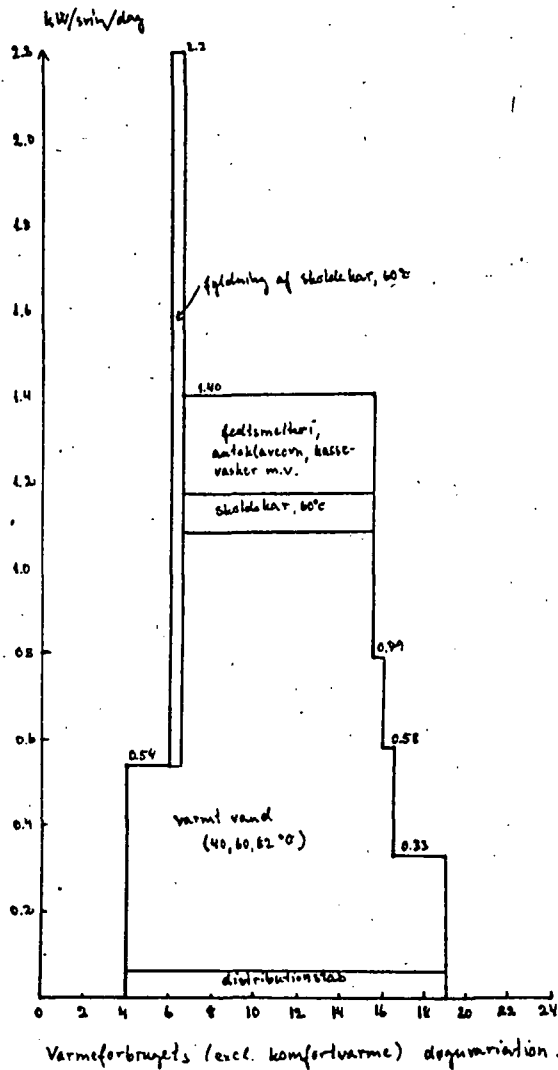 kW/svin/dag
2.2
2.2
2.0
1.8
fyldning af skoldekar, 60°C
1.6
1.4
1.40
fedtsmelteri,
autoklaveovn, kasse-
vasker m.v.
1.2
skoldekar, 60°C
1.0
0.8
0.79
0.6
0.58
0.54
varmt vand
(40, 60, 82 °C)
0.4
0.33
0.2
distributionstab
0 2 4 6 8 10 12 14 16 18 20 22 24
Varmeforbrugets (excl. komfortvarme) døgnvariation.